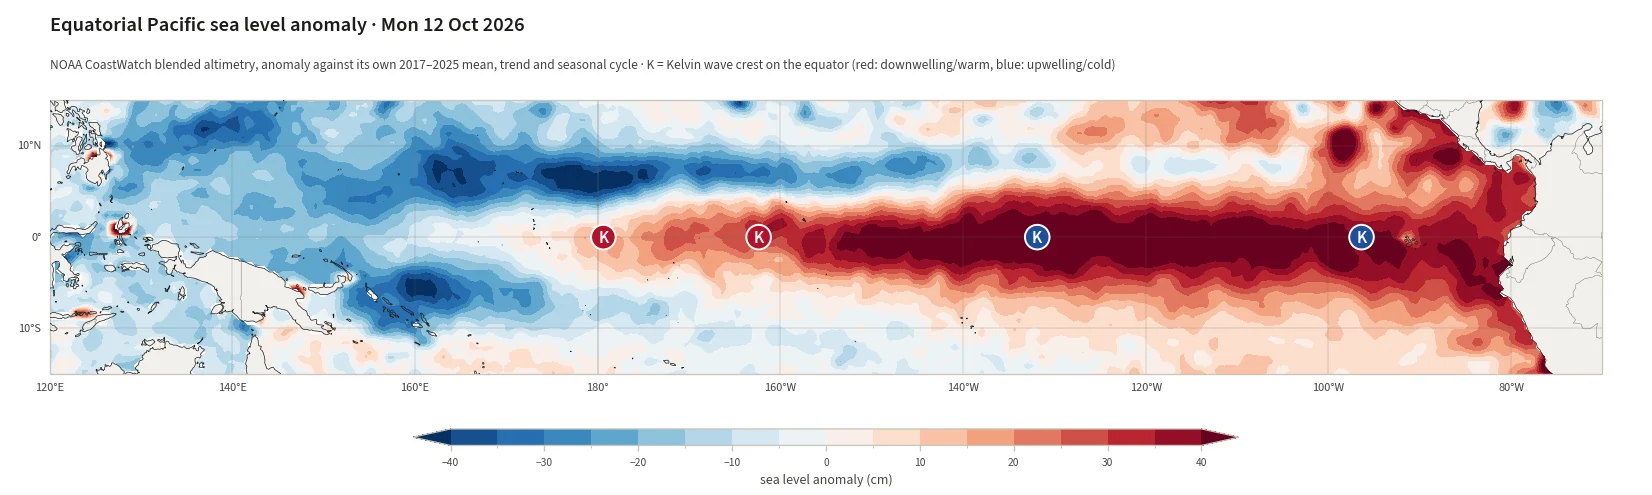 Equatorial Pacific sea level anomaly · Mon 12 Oct 2026
NOAA CoastWatch blended altimetry, anomaly against its own 2017–2025 mean, trend and seasonal cycle · K = Kelvin wave crest on the equator (red: downwelling/warm, blue: upwelling/cold)
10°N
0°
K K K K
10°S
120°E 140°E 160°E 180° 160°W 140°W 120°W 100°W 80°W
−40 −30 −20 −10 0 10 20 30 40
sea level anomaly (cm)